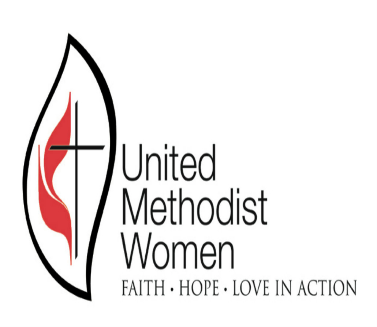 United
Methodist
Women
FAITH • HOPE • LOVE IN ACTION